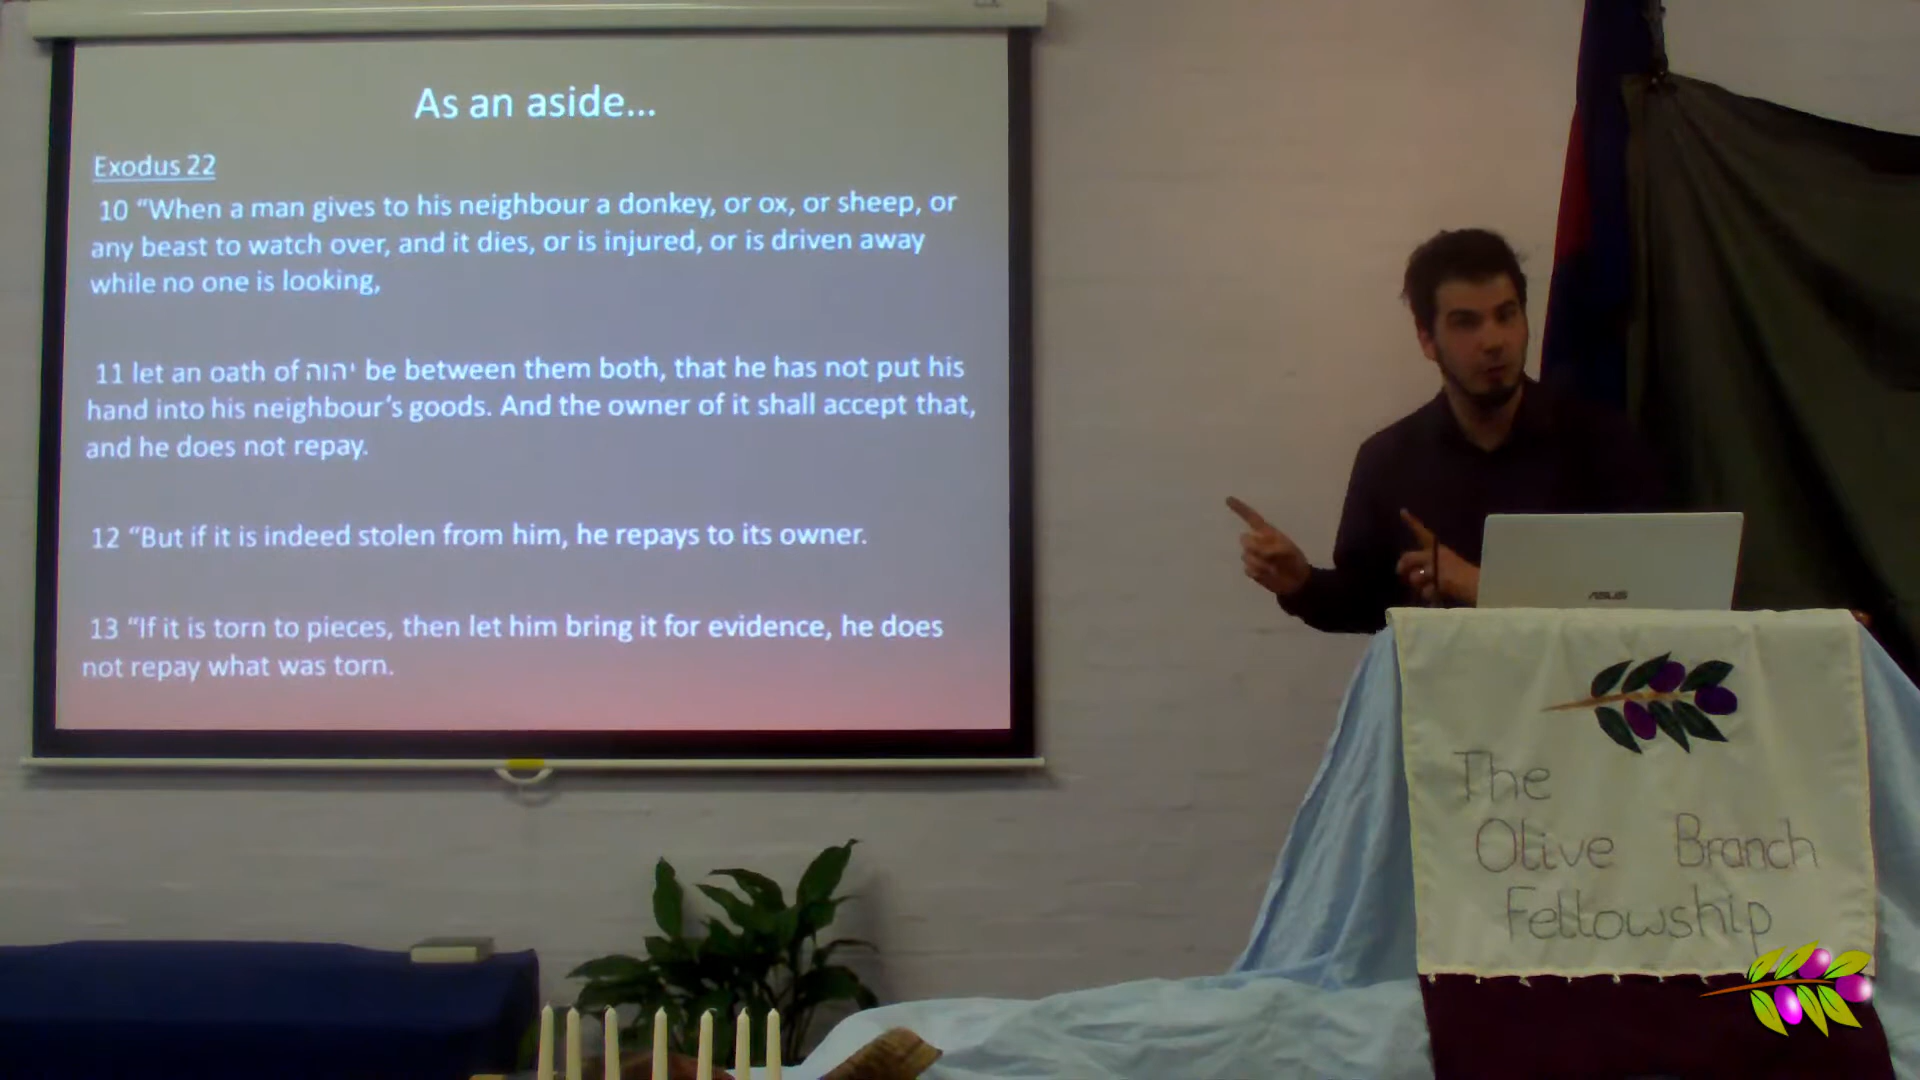 As an aside...
Exodus 22
10 “When a man gives to his neighbour a donkey, or ox, or sheep, or
any beast to watch over, and it dies, or is injured, or is driven away
while no one is looking,
11 let an oath of יהוה be between them both, that he has not put his
hand into his neighbour’s goods. And the owner of it shall accept that,
and he does not repay.
12 “But if it is indeed stolen from him, he repays to its owner.
13 “If it is torn to pieces, then let him bring it for evidence, he does
not repay what was torn.
ASUS
The
Olive Branch
Fellowship